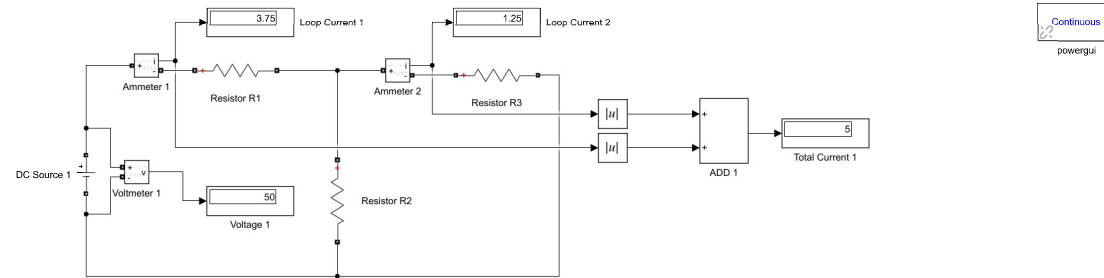 3.75
Loop Current 1
1.25
Loop Current 2
Continuous
powergui
+
i
-
Ammeter 1
+
Resistor R1
+
i
-
Ammeter 2
+
Resistor R3
|u|
|u|
+
+
ADD 1
5
Total Current 1
DC Source 1
+
+
-
v
Voltmeter 1
50
Voltage 1
+
Resistor R2